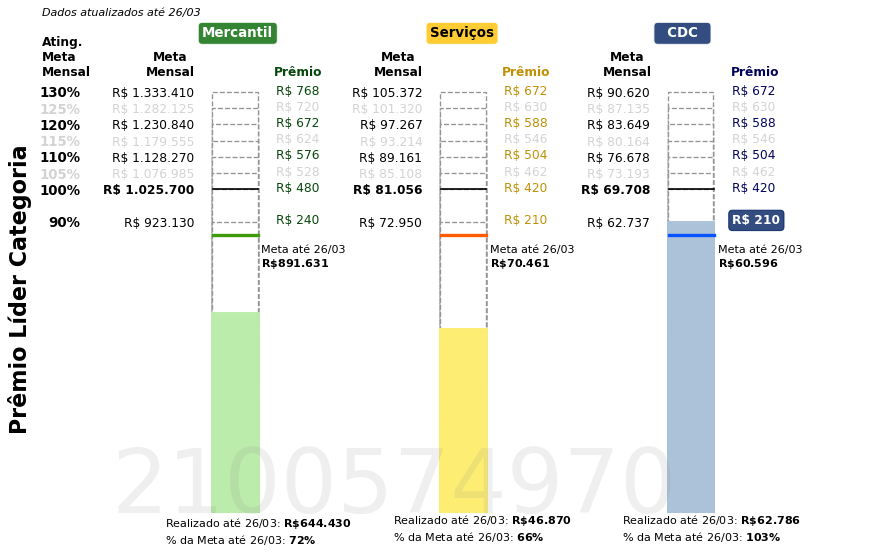 Dados atualizados até 26/03
Mercantil
Serviços
CDC
Ating.
Meta
Mensal
Meta
Mensal
Prêmio
Meta
Mensal
Prêmio
Meta
Mensal
Prêmio
130% R$ 1.333.410 R$ 768 R$ 105.372 R$ 672 R$ 90.620 R$ 672
125% R$ 1.282.125 R$ 720 R$ 101.320 R$ 630 R$ 87.135 R$ 630
120% R$ 1.230.840 R$ 672 R$ 97.267 R$ 588 R$ 83.649 R$ 588
115% R$ 1.179.555 R$ 624 R$ 93.214 R$ 546 R$ 80.164 R$ 546
110% R$ 1.128.270 R$ 576 R$ 89.161 R$ 504 R$ 76.678 R$ 504
105% R$ 1.076.985 R$ 528 R$ 85.108 R$ 462 R$ 73.193 R$ 462
100% R$ 1.025.700 R$ 480 R$ 81.056 R$ 420 R$ 69.708 R$ 420
90% R$ 923.130 R$ 240 R$ 72.950 R$ 210 R$ 62.737 R$ 210
Meta até 26/03
R$891.631
Meta até 26/03
R$70.461
Meta até 26/03
R$60.596
Prêmio Líder Categoria
2100574970
Realizado até 26/03: R$644.430
% da Meta até 26/03: 72%
Realizado até 26/03: R$46.870
% da Meta até 26/03: 66%
Realizado até 26/03: R$62.786
% da Meta até 26/03: 103%